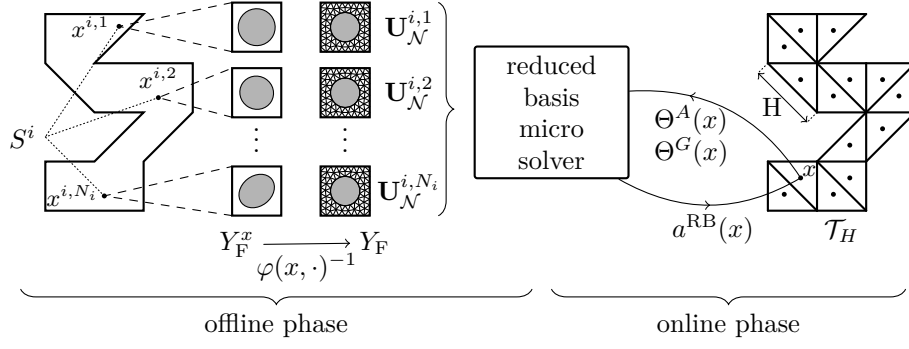 x^{i,1}
x^{i,2}
S^i
x^{i,N_i}
U_𝒩^{i,1}
U_𝒩^{i,2}
⋮ ⋮
U_𝒩^{i,N_i}
Y_F^x
Y_F
φ(x, ·)^{-1}
offline phase
reduced
basis
micro
solver
Θ^A(x)
Θ^G(x)
a^{RB}(x)
H
x
𝒯_H
online phase